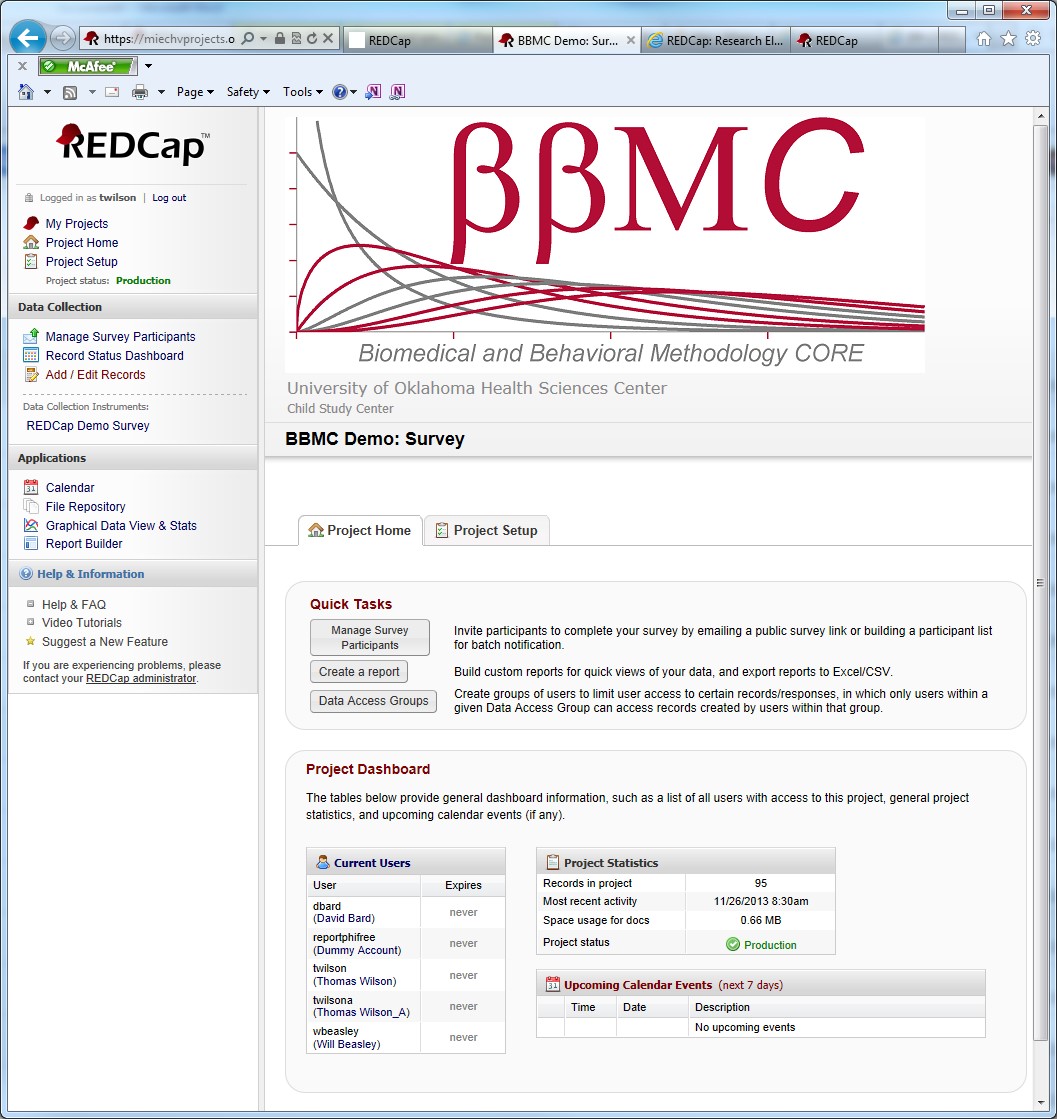 https://miechvprojects.o
REDCap
BBMC Demo: Sur...
REDCap: Research El...
REDCap
McAfee
Page
Safety
Tools
REDCap™
Logged in as twilson | Log out
My Projects
Project Home
Project Setup
Project status: Production
Data Collection
Manage Survey Participants
Record Status Dashboard
Add / Edit Records
Data Collection Instruments:
REDCap Demo Survey
Applications
31 Calendar
File Repository
Graphical Data View & Stats
Report Builder
Help & Information
Help & FAQ
Video Tutorials
Suggest a New Feature
If you are experiencing problems, please
contact your REDCap administrator.
ββMC
Biomedical and Behavioral Methodology CORE
University of Oklahoma Health Sciences Center
Child Study Center
BBMC Demo: Survey
Project Home
Project Setup
Quick Tasks
Manage Survey
Participants
Invite participants to complete your survey by emailing a public survey link or building a participant list
for batch notification.
Create a report
Build custom reports for quick views of your data, and export reports to Excel/CSV.
Data Access Groups
Create groups of users to limit user access to certain records/responses, in which only users within a
given Data Access Group can access records created by users within that group.
Project Dashboard
The tables below provide general dashboard information, such as a list of all users with access to this project, general project
statistics, and upcoming calendar events (if any).
Current Users
User Expires
dbard
(David Bard) never
reportphifree
(Dummy Account) never
twilson
(Thomas Wilson) never
twilsona
(Thomas Wilson_A) never
wbeasley
(Will Beasley) never
Project Statistics
Records in project 95
Most recent activity 11/26/2013 8:30am
Space usage for docs 0.66 MB
Project status Production
31 Upcoming Calendar Events (next 7 days)
Time Date Description
No upcoming events